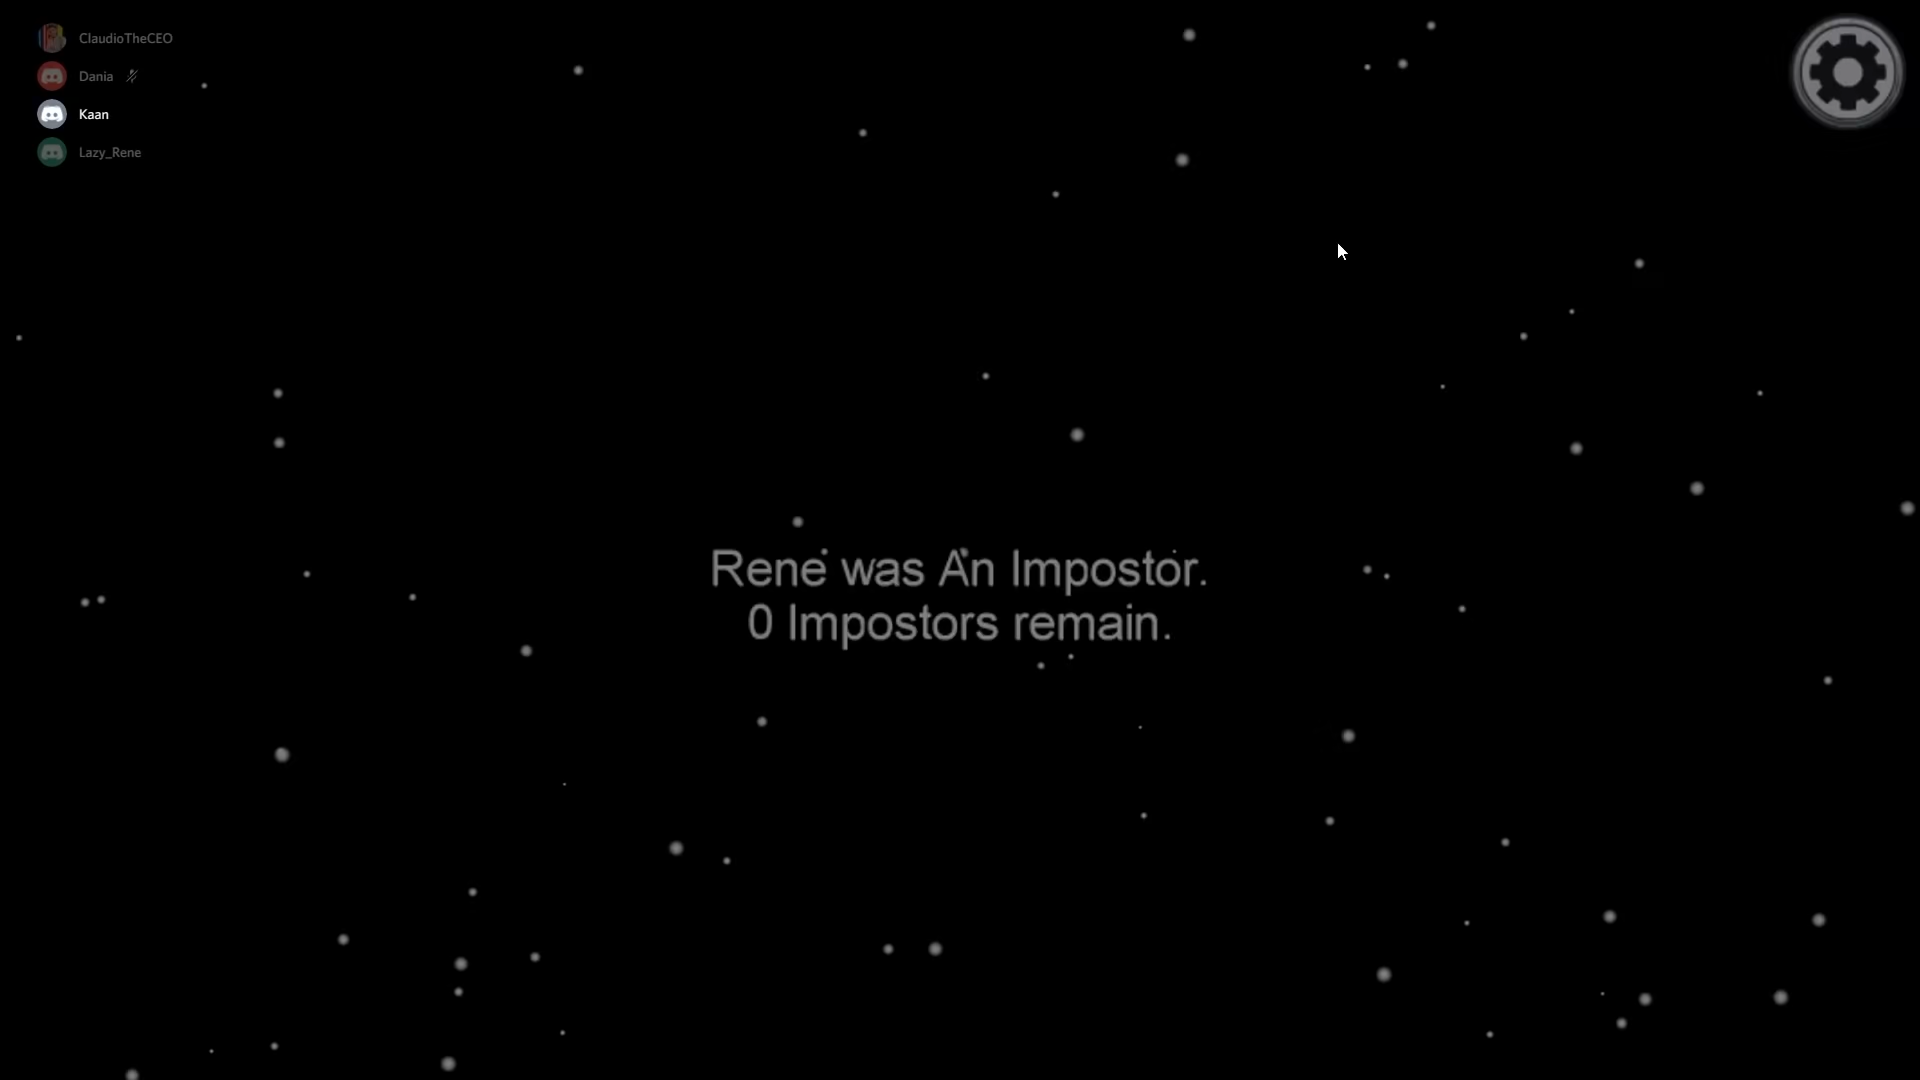 ClaudioTheCEO
Dania
Kaan
Lazy_Rene
Rene was An Impostor.
0 Impostors remain.